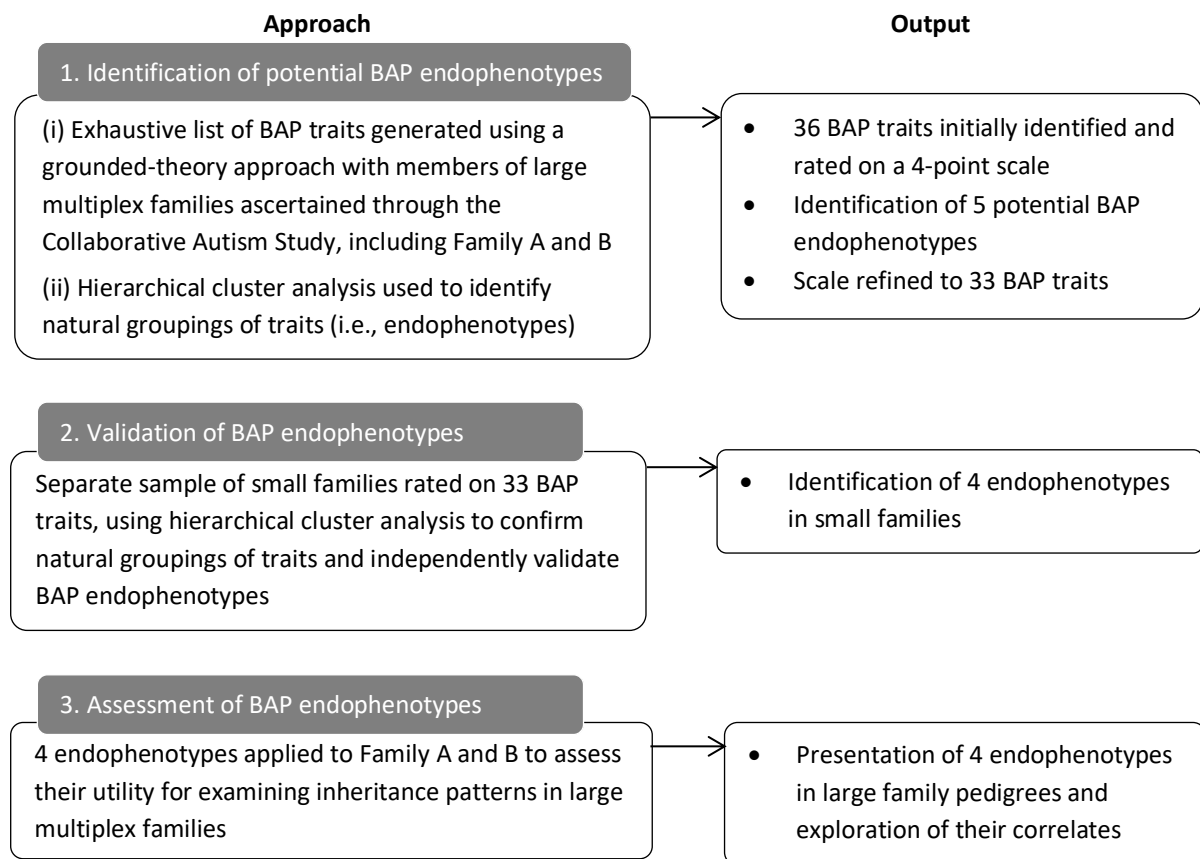 Approach
Output
1. Identification of potential BAP endophenotypes
(i) Exhaustive list of BAP traits generated using a
grounded-theory approach with members of large
multiplex families ascertained through the
Collaborative Autism Study, including Family A and B
(ii) Hierarchical cluster analysis used to identify
natural groupings of traits (i.e., endophenotypes)
• 36 BAP traits initially identified and
rated on a 4-point scale
• Identification of 5 potential BAP
endophenotypes
• Scale refined to 33 BAP traits
2. Validation of BAP endophenotypes
Separate sample of small families rated on 33 BAP
traits, using hierarchical cluster analysis to confirm
natural groupings of traits and independently validate
BAP endophenotypes
• Identification of 4 endophenotypes
in small families
3. Assessment of BAP endophenotypes
4 endophenotypes applied to Family A and B to assess
their utility for examining inheritance patterns in large
multiplex families
• Presentation of 4 endophenotypes
in large family pedigrees and
exploration of their correlates